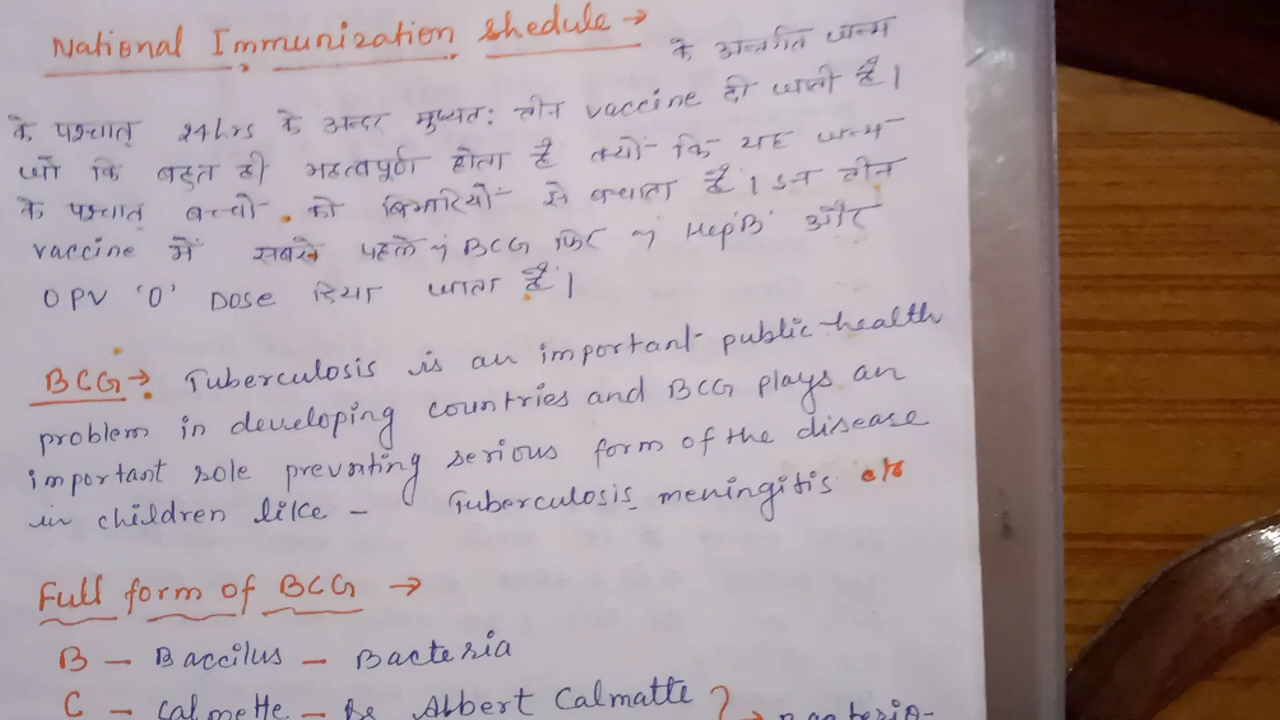 National Immunization Shedule →
के अन्तर्गत जन्म
के पश्चात् 24hrs के अन्दर मुख्यत: तीन vaccine दी जाती है।
जो कि बहुत ही महत्वपूर्ण होता है क्यों कि यह जन्म
के पश्चात् बच्चो को बिमारियों से बचाता है। इन तीन
vaccine में सबसे पहले BCG फिर HepB' और
OPV 'O' Dose दिया जाता है।
BCG → Tuberculosis is an important public health
problem in developing countries and BCG plays an
important role prevnting serious form of the disease
in children like - Tuberculosis meningitis
Full form of BCG →
B - Baccilus - Bacteria
C - Calmette - Albert Calmatte